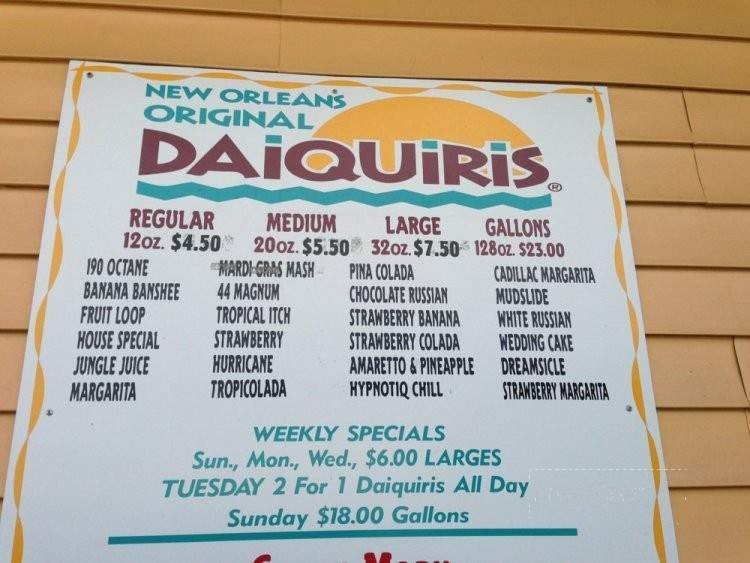 NEW ORLEANS
ORIGINAL
DAiQUiRiS ®
REGULAR MEDIUM LARGE GALLONS
12oz. $4.50 20oz. $5.50 32oz. $7.50 128oz. $23.00
190 OCTANE MARDI GRAS MASH PINA COLADA CADILLAC MARGARITA
BANANA BANSHEE 44 MAGNUM CHOCOLATE RUSSIAN MUDSLIDE
FRUIT LOOP TROPICAL ITCH STRAWBERRY BANANA WHITE RUSSIAN
HOUSE SPECIAL STRAWBERRY STRAWBERRY COLADA WEDDING CAKE
JUNGLE JUICE HURRICANE AMARETTO & PINEAPPLE DREAMSICLE
MARGARITA TROPICOLADA HYPNOTIQ CHILL STRAWBERRY MARGARITA
WEEKLY SPECIALS
Sun., Mon., Wed., $6.00 LARGES
TUESDAY 2 For 1 Daiquiris All Day
Sunday $18.00 Gallons